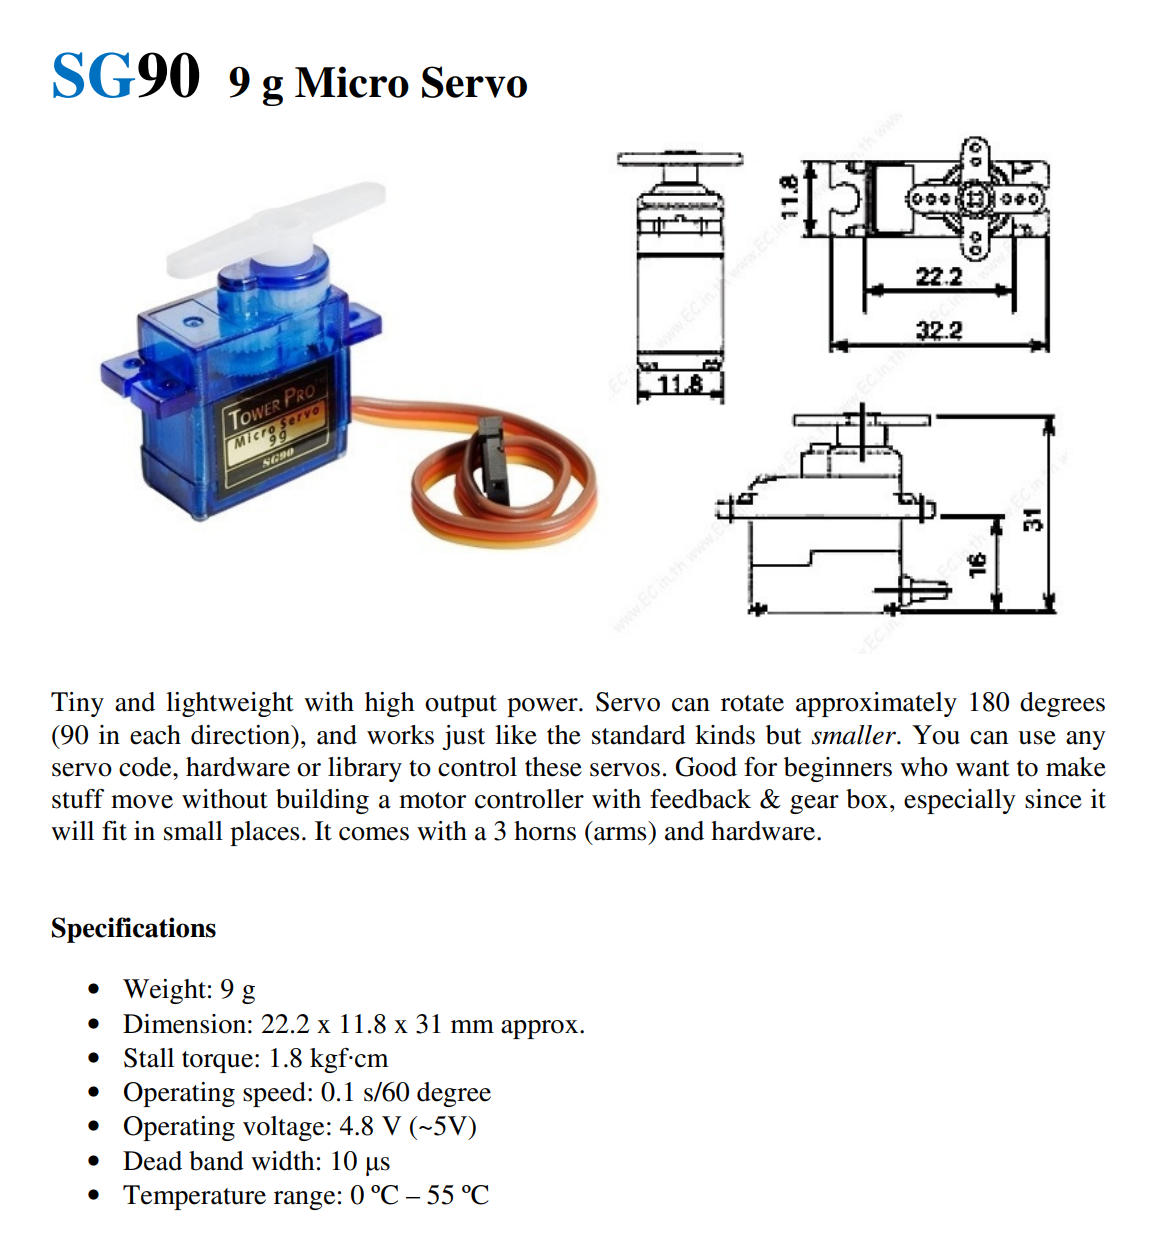 SG90 9 g Micro Servo
TOWER PRO™
Micro Servo
99
SG90
11.8
11.8
22.2
32.2
31
16
www.EC.in.th
Tiny and lightweight with high output power. Servo can rotate approximately 180 degrees
(90 in each direction), and works just like the standard kinds but smaller. You can use any
servo code, hardware or library to control these servos. Good for beginners who want to make
stuff move without building a motor controller with feedback & gear box, especially since it
will fit in small places. It comes with a 3 horns (arms) and hardware.
Specifications
• Weight: 9 g
• Dimension: 22.2 x 11.8 x 31 mm approx.
• Stall torque: 1.8 kgf·cm
• Operating speed: 0.1 s/60 degree
• Operating voltage: 4.8 V (~5V)
• Dead band width: 10 µs
• Temperature range: 0 ºC – 55 ºC